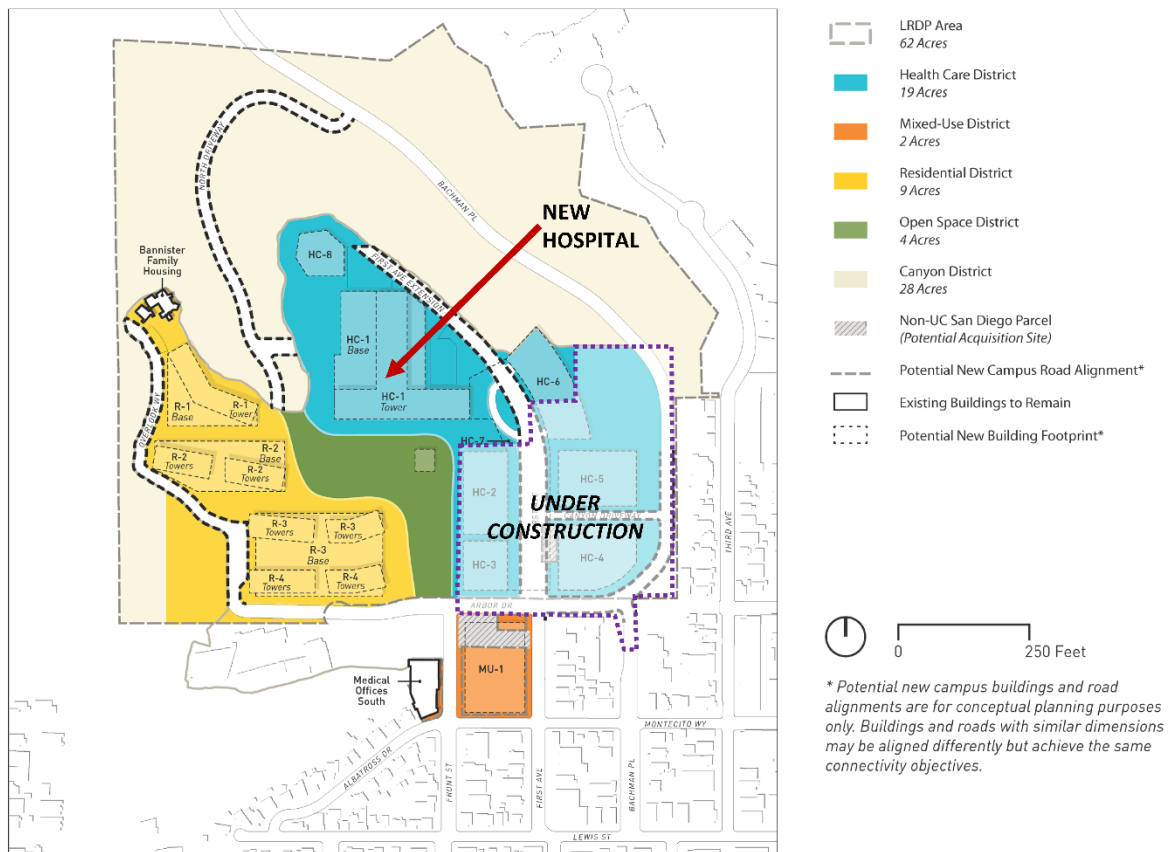 NORTH DRIVEWAY
BACHMAN PL
NEW
HOSPITAL
HC-8
FIRST AVE EXTENSION
Bannister
Family
Housing
HC-1
Base
HC-1
Tower
HC-6
HC-7
OVERLOOK WY
R-1
Tower
R-1
Base
R-2
Base
R-2
Towers
R-2
Towers
HC-2
HC-5
UNDER
CONSTRUCTION
CANYON DRIVEWAY
R-3
Towers
R-3
Towers
R-3
Base
R-4
Towers
R-4
Towers
HC-3
HC-4
THIRD AVE
ARBOR DR
MU-1
Medical
Offices
South
MONTECITO WY
ALBATROSS DR
FRONT ST
FIRST AVE
BACHMAN PL
LEWIS ST
LRDP Area
62 Acres
Health Care District
19 Acres
Mixed-Use District
2 Acres
Residential District
9 Acres
Open Space District
4 Acres
Canyon District
28 Acres
Non-UC San Diego Parcel
(Potential Acquisition Site)
Potential New Campus Road Alignment*
Existing Buildings to Remain
Potential New Building Footprint*
0
250 Feet
* Potential new campus buildings and road
alignments are for conceptual planning purposes
only. Buildings and roads with similar dimensions
may be aligned differently but achieve the same
connectivity objectives.